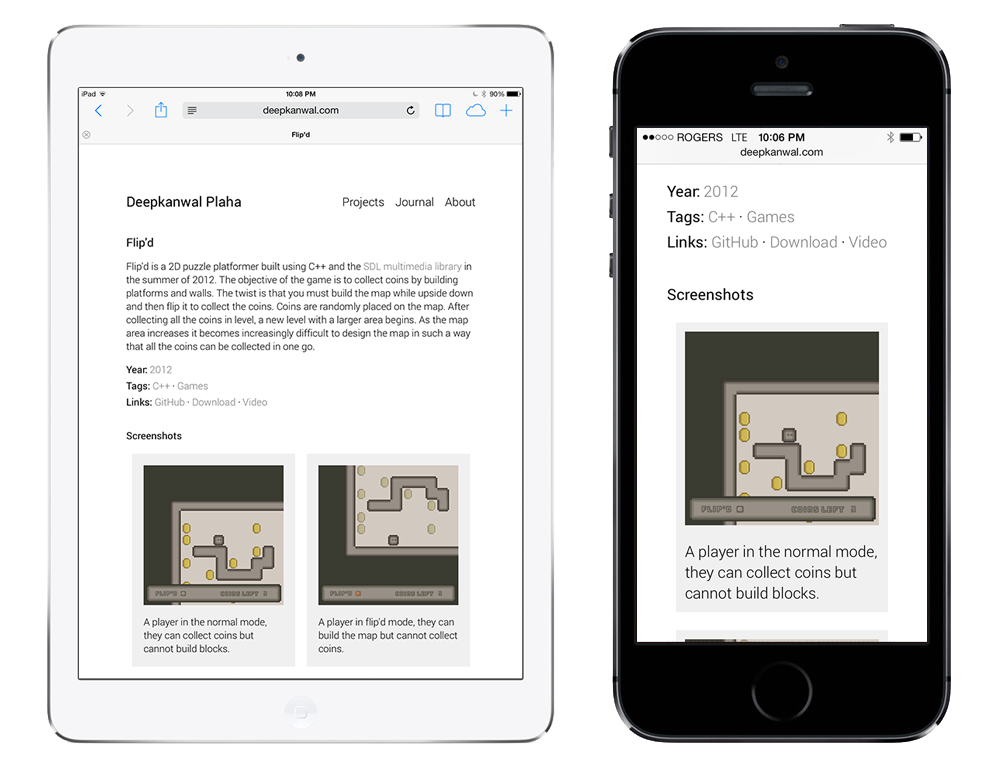 iPad 10:08 PM 90%
deepkanwal.com
Flip'd
Deepkanwal Plaha Projects Journal About
Flip'd
Flip'd is a 2D puzzle platformer built using C++ and the SDL multimedia library in
the summer of 2012. The objective of the game is to collect coins by building
platforms and walls. The twist is that you must build the map while upside down
and then flip it to collect the coins. Coins are randomly placed on the map. After
collecting all the coins in level, a new level with a larger area begins. As the map
area increases it becomes increasingly difficult to design the map in such a way
that all the coins can be collected in one go.
Year: 2012
Tags: C++ · Games
Links: GitHub · Download · Video
Screenshots
FLIP'D COINS LEFT
A player in the normal mode,
they can collect coins but
cannot build blocks.
FLIP'D COINS LEFT
A player in flip'd mode, they can
build the map but cannot collect
coins.
ROGERS LTE 10:06 PM
deepkanwal.com
Year: 2012
Tags: C++ · Games
Links: GitHub · Download · Video
Screenshots
FLIP'D COINS LEFT
A player in the normal mode,
they can collect coins but
cannot build blocks.